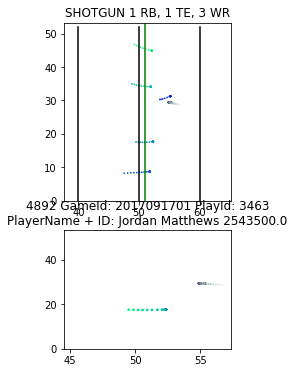 SHOTGUN 1 RB, 1 TE, 3 WR
50
40
30
20
10
0
40 50 60
4892 GameId: 2017091701 PlayId: 3463
PlayerName + ID: Jordan Matthews 2543500.0
40
20
0
45 50 55